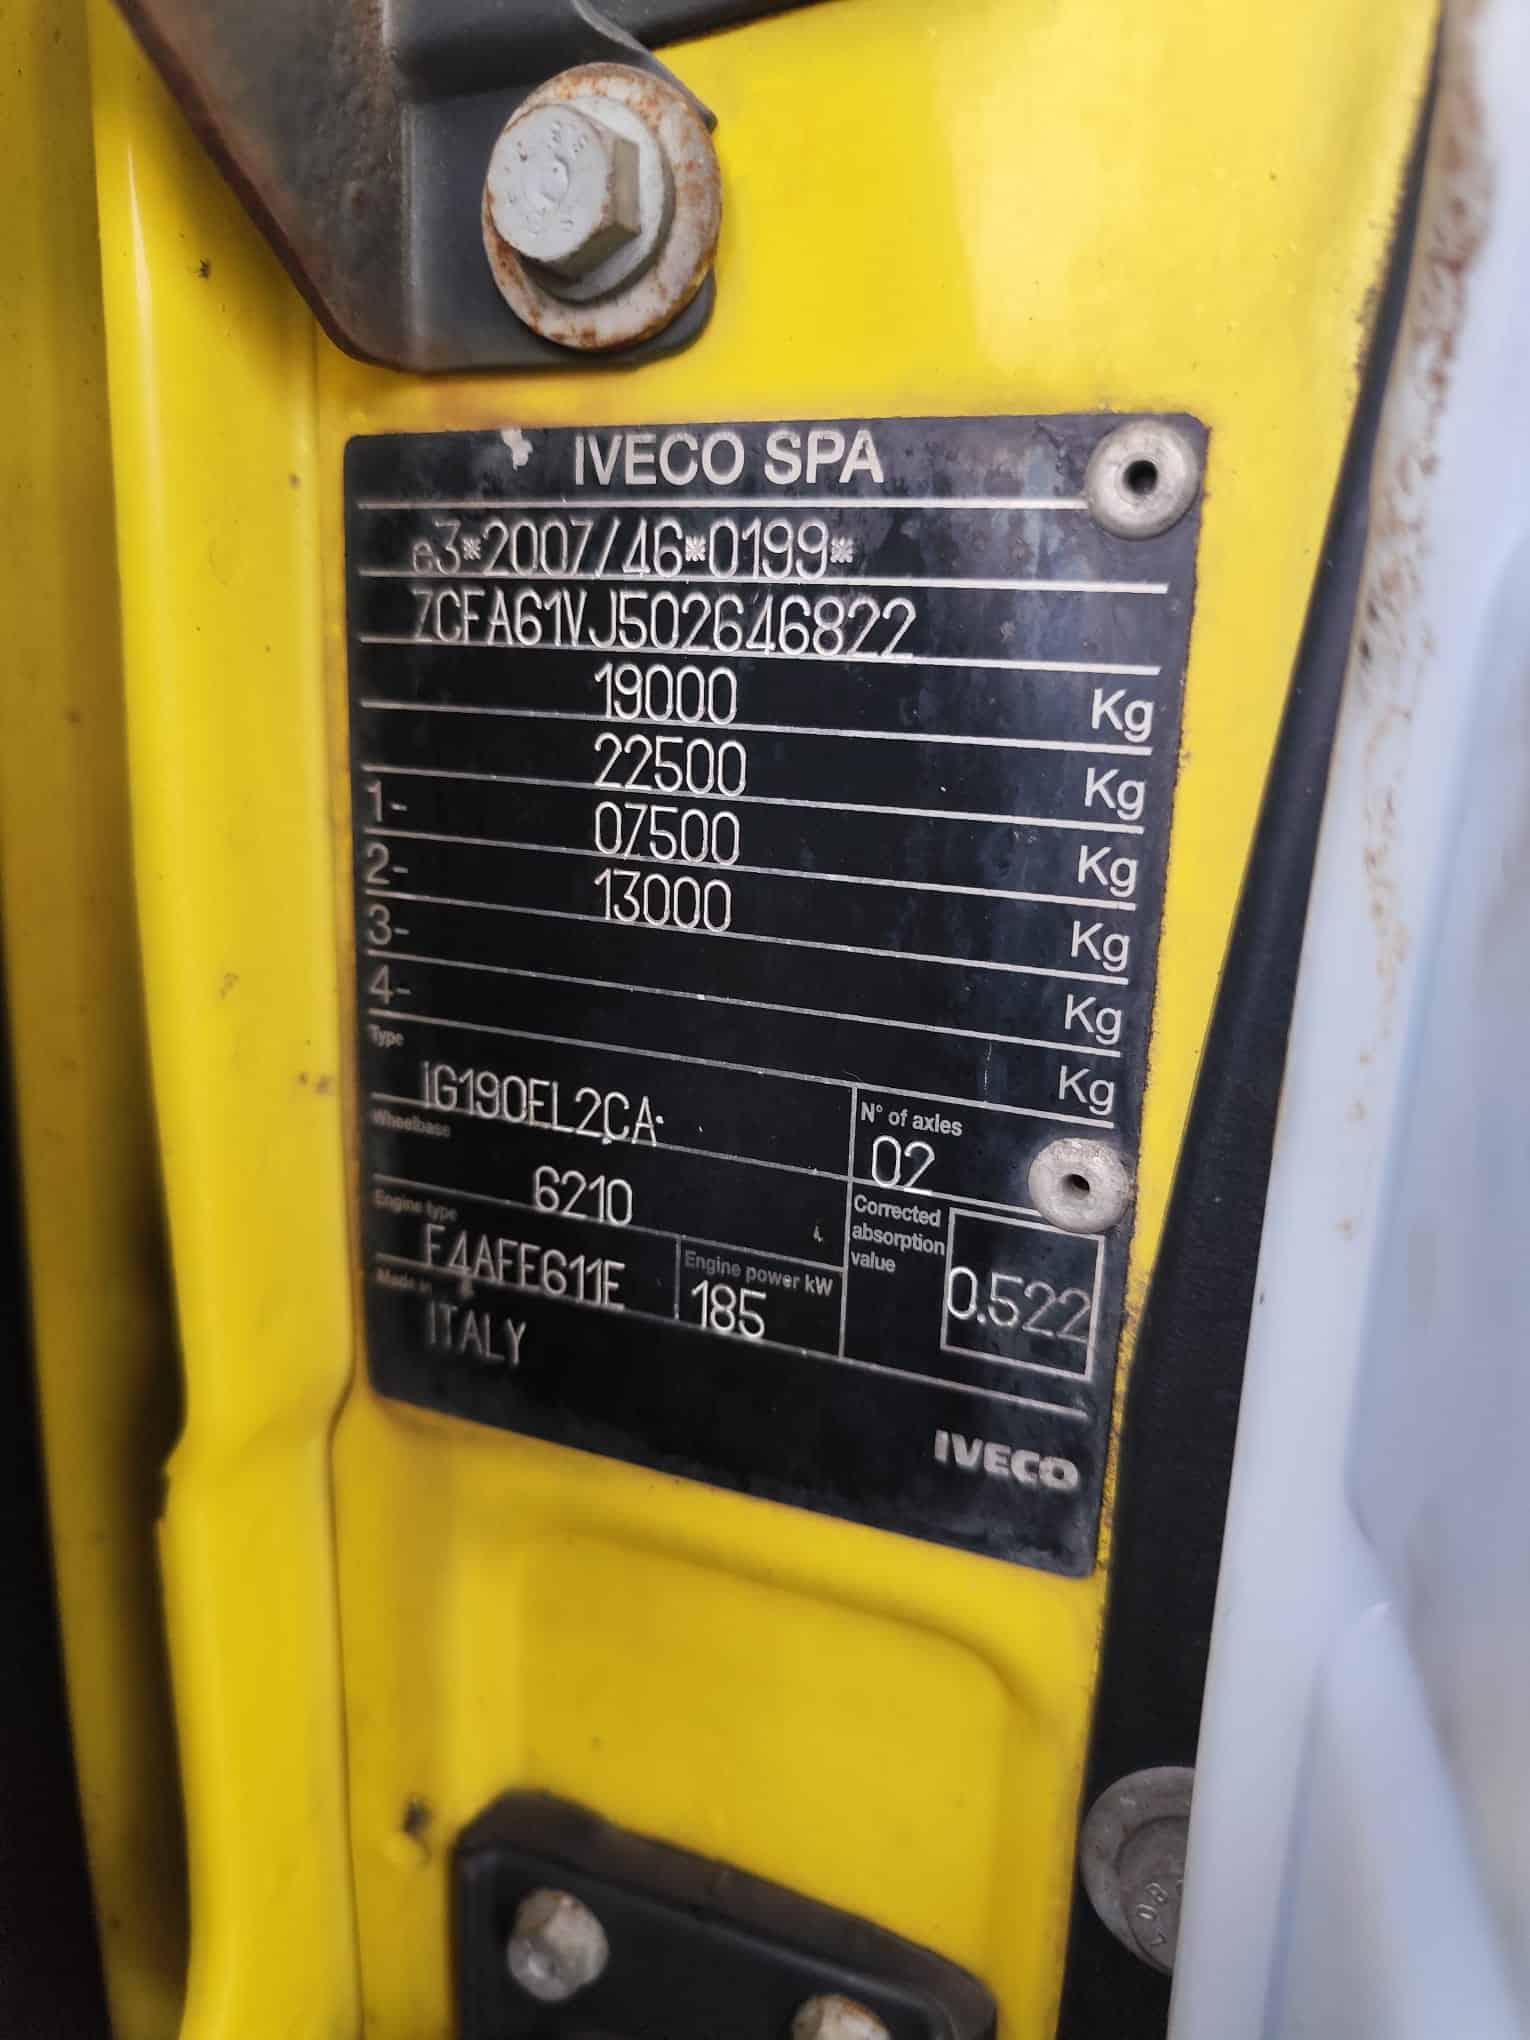 IVECO SPA
e3*2007/46*0199*
ZCFA61VJ502646822
19000 Kg
22500 Kg
1- 07500 Kg
2- 13000 Kg
3- Kg
4- Kg
Type
IG190EL2CA
N° of axles
02
Wheelbase
6210
Corrected absorption value
0.522
Engine type
F4AFE611E
Engine power kW
185
Made in
ITALY
IVECO